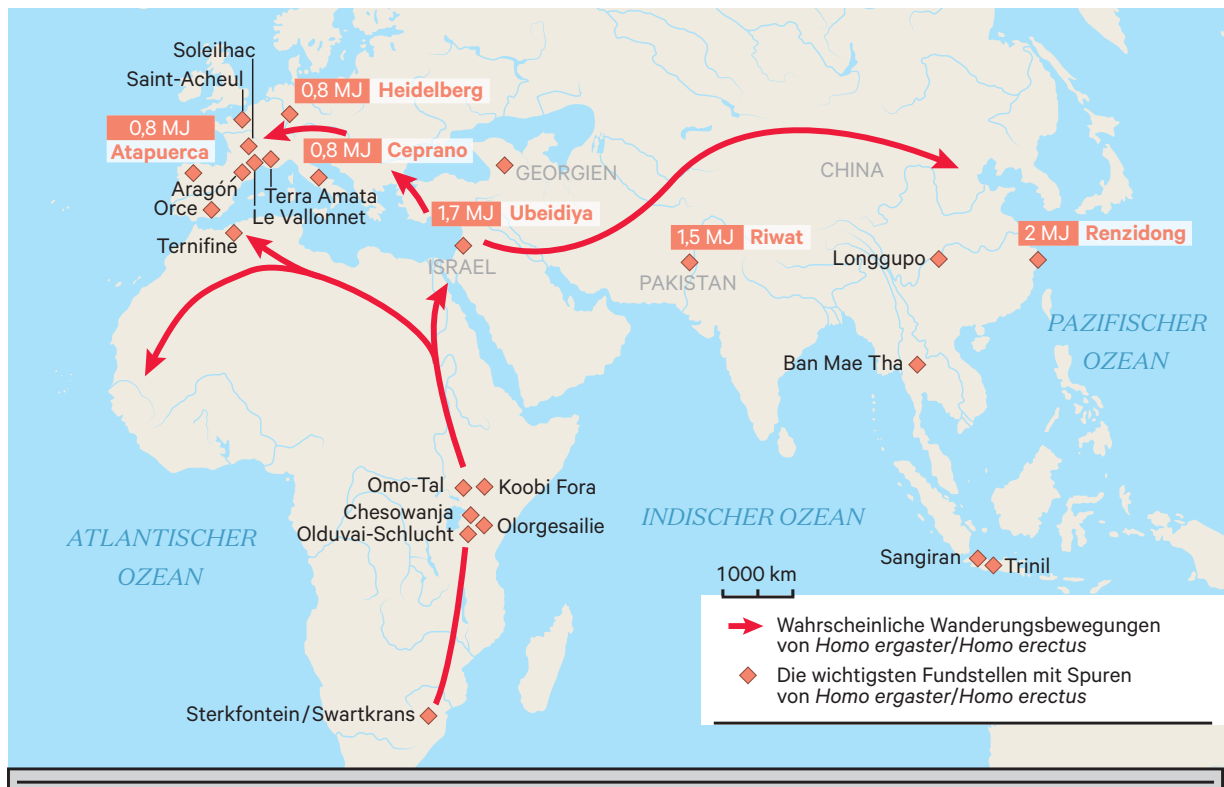 Soleilhac
Saint-Acheul
0,8 MJ Heidelberg
0,8 MJ
Atapuerca
0,8 MJ Ceprano
GEORGIEN
CHINA
Aragón
Terra Amata
Orce
Le Vallonnet
1,7 MJ Ubeidiya
Ternifine
ISRAEL
1,5 MJ Riwat
PAKISTAN
Longgupo
2 MJ Renzidong
PAZIFISCHER
OZEAN
Ban Mae Tha
Omo-Tal
Koobi Fora
Chesowanja
Olorgesailie
Olduvai-Schlucht
INDISCHER OZEAN
ATLANTISCHER
OZEAN
Sangiran
Trinil
1000 km
Wahrscheinliche Wanderungsbewegungen
von Homo ergaster/Homo erectus
Die wichtigsten Fundstellen mit Spuren
von Homo ergaster/Homo erectus
Sterkfontein/Swartkrans